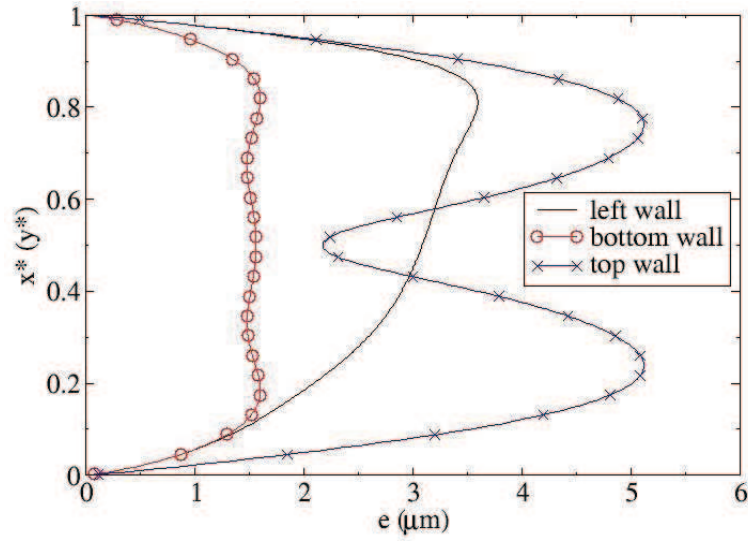 1
0.8
0.6
0.4
0.2
0
x* (y*)
left wall
bottom wall
top wall
0 1 2 3 4 5 6
e (μm)